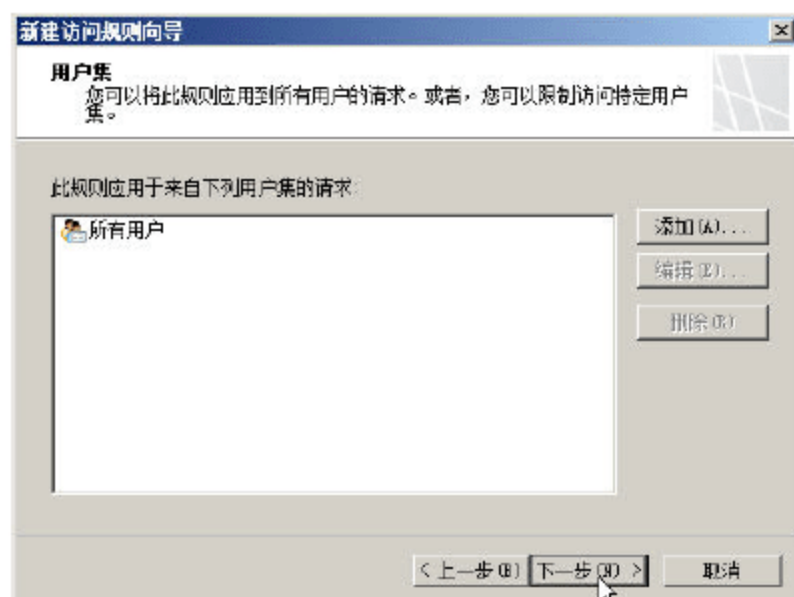 新建访问规则向导
用户集
您可以将此规则应用到所有用户的请求。或者，您可以限制访问特定用户
集。
此规则应用于来自下列用户集的请求:
所有用户
添加(A)...
编辑(E)...
删除(R)
< 上一步(B)
下一步(N) >
取消